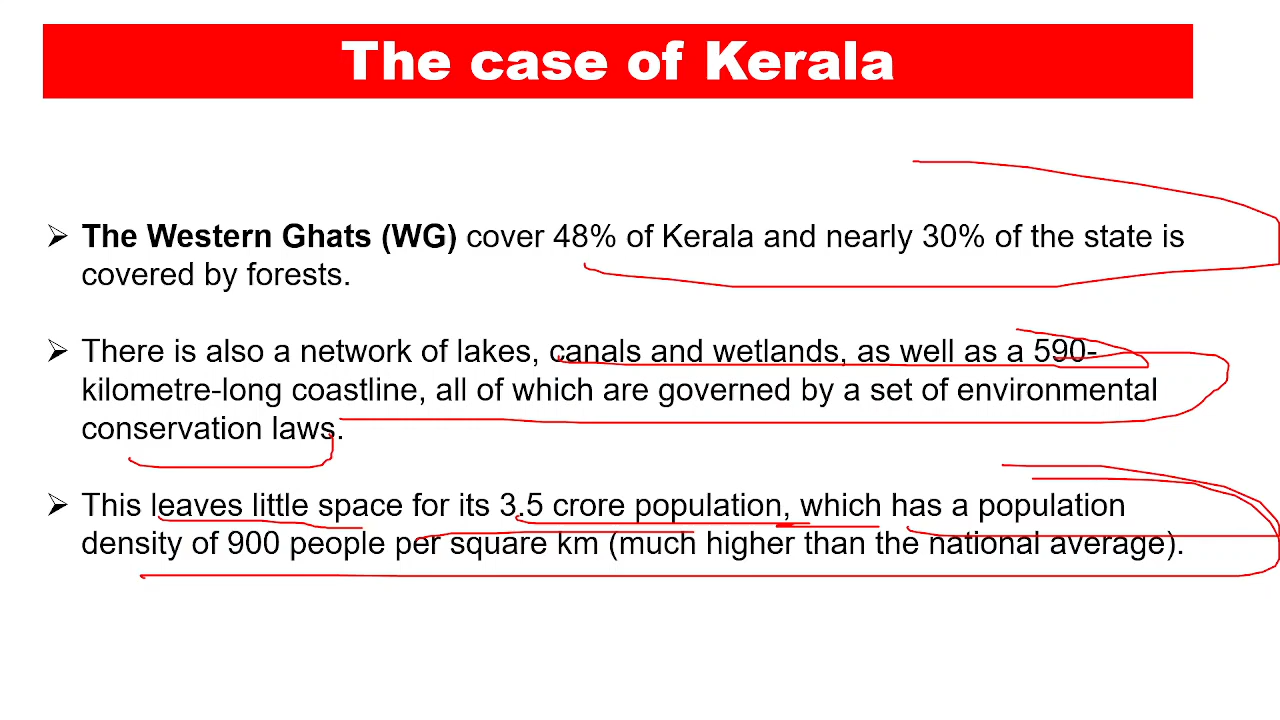 The case of Kerala
➢ The Western Ghats (WG) cover 48% of Kerala and nearly 30% of the state is
covered by forests.
➢ There is also a network of lakes, canals and wetlands, as well as a 590-
kilometre-long coastline, all of which are governed by a set of environmental
conservation laws.
➢ This leaves little space for its 3.5 crore population, which has a population
density of 900 people per square km (much higher than the national average).